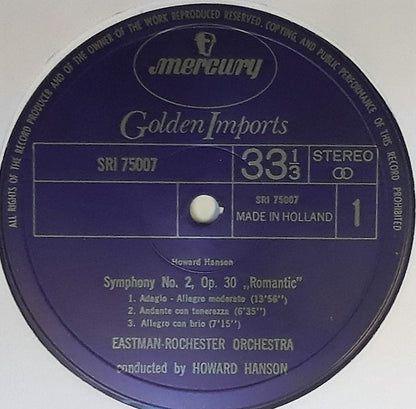 ALL RIGHTS OF THE RECORD PRODUCER AND OF THE OWNER OF THE WORK REPRODUCED RESERVED. COPYING, AND PUBLIC PERFORMANCE OF THIS RECORD PROHIBITED
mercury
Golden Imports
SRI 75007
33 1/3
STEREO
SRI 75007
MADE IN HOLLAND
1
Howard Hanson
Symphony No. 2, Op. 30 „Romantic"
1. Adagio - Allegro moderato (13'56")
2. Andante con tenerezza (6'35")
3. Allegro con brio (7'15")
EASTMAN-ROCHESTER ORCHESTRA
conducted by HOWARD HANSON